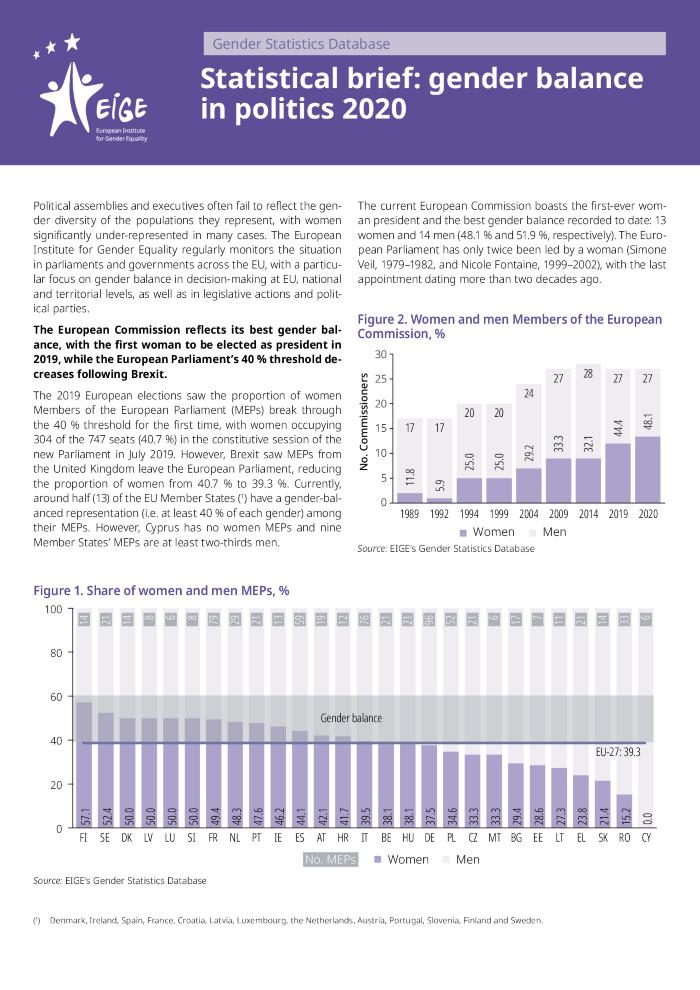 Gender Statistics Database
Statistical brief: gender balance
in politics 2020
EIGE
European Institute
for Gender Equality
Political assemblies and executives often fail to reflect the gen-
der diversity of the populations they represent, with women
significantly under-represented in many cases. The European
Institute for Gender Equality regularly monitors the situation
in parliaments and governments across the EU, with a particu-
lar focus on gender balance in decision-making at EU, national
and territorial levels, as well as in legislative actions and polit-
ical parties.
The European Commission reflects its best gender bal-
ance, with the first woman to be elected as president in
2019, while the European Parliament's 40 % threshold de-
creases following Brexit.
The 2019 European elections saw the proportion of women
Members of the European Parliament (MEPs) break through
the 40 % threshold for the first time, with women occupying
304 of the 747 seats (40.7 %) in the constitutive session of the
new Parliament in July 2019. However, Brexit saw MEPs from
the United Kingdom leave the European Parliament, reducing
the proportion of women from 40.7 % to 39.3 %. Currently,
around half (13) of the EU Member States (¹) have a gender-bal-
anced representation (i.e. at least 40 % of each gender) among
their MEPs. However, Cyprus has no women MEPs and nine
Member States' MEPs are at least two-thirds men.
The current European Commission boasts the first-ever wom-
an president and the best gender balance recorded to date: 13
women and 14 men (48.1 % and 51.9 %, respectively). The Euro-
pean Parliament has only twice been led by a woman (Simone
Veil, 1979–1982, and Nicole Fontaine, 1999–2002), with the last
appointment dating more than two decades ago.
Figure 2. Women and men Members of the European
Commission, %
No. Commissioners
30
25
20
15
10
5
0
17 17 20 20 24 27 28 27 27
11.8 5.9 25.0 25.0 29.2 33.3 32.1 44.4 48.1
1989 1992 1994 1999 2004 2009 2014 2019 2020
Women Men
Source: EIGE's Gender Statistics Database
Figure 1. Share of women and men MEPs, %
100
80
60
40
20
0
14 21 14 8 6 8 79 29 21 13 59 19 12 76 21 21 96 52 21 6 17 7 11 21 14 33 6
Gender balance
EU-27: 39.3
57.1 52.4 50.0 50.0 50.0 50.0 49.4 48.3 47.6 46.2 44.1 42.1 41.7 39.5 38.1 38.1 37.5 34.6 33.3 33.3 29.4 28.6 27.3 23.8 21.4 15.2 0.0
FI SE DK LV LU SI FR NL PT IE ES AT HR IT BE HU DE PL CZ MT BG EE LT EL SK RO CY
No. MEPs Women Men
Source: EIGE's Gender Statistics Database
(¹) Denmark, Ireland, Spain, France, Croatia, Latvia, Luxembourg, the Netherlands, Austria, Portugal, Slovenia, Finland and Sweden.